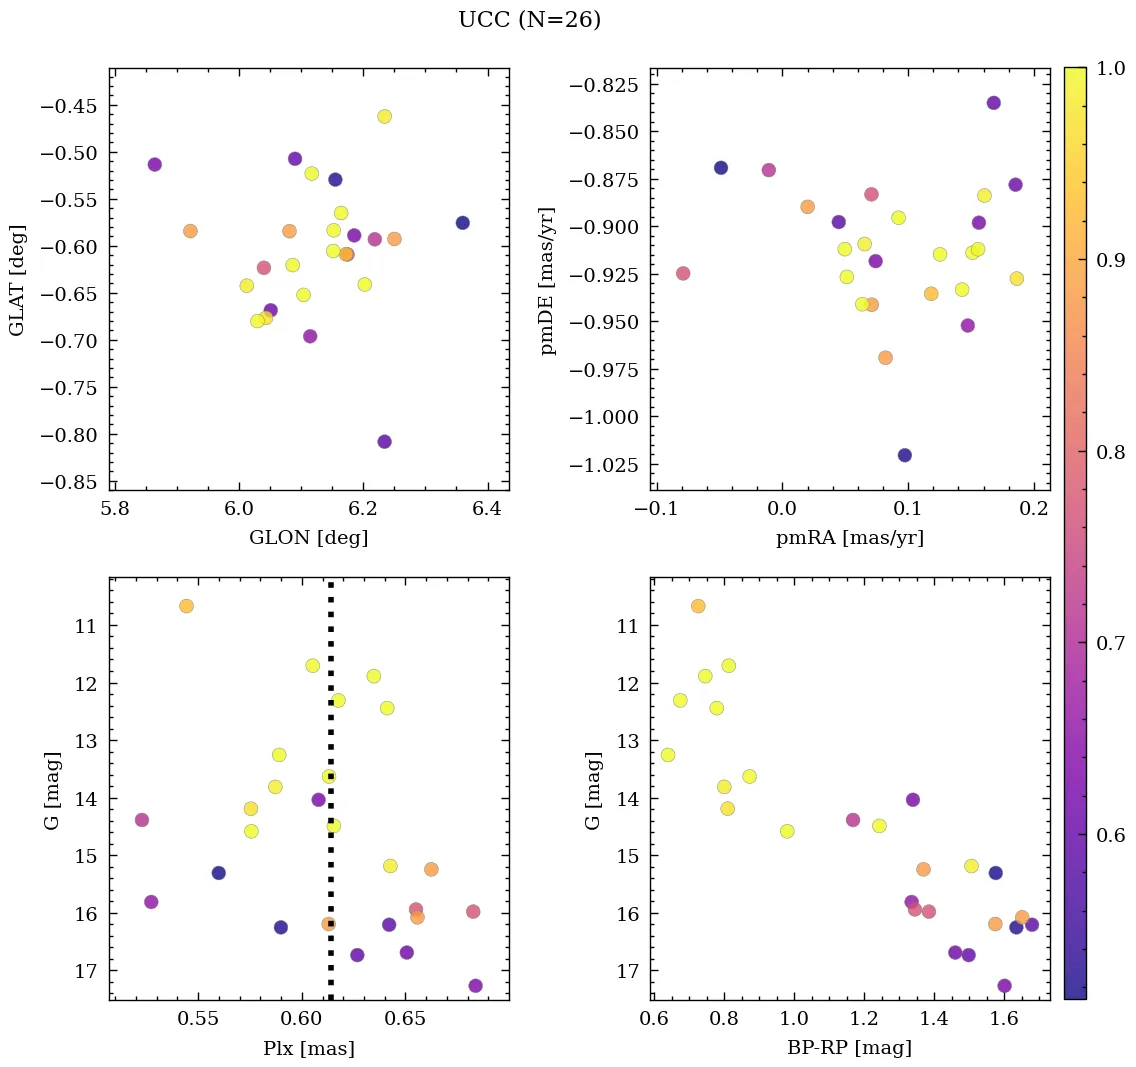 UCC (N=26)
−0.45
−0.50
−0.55
−0.60
−0.65
−0.70
−0.75
−0.80
−0.85
GLAT [deg]
5.8 6.0 6.2 6.4
GLON [deg]
−0.825
−0.850
−0.875
−0.900
−0.925
−0.950
−0.975
−1.000
−1.025
pmDE [mas/yr]
−0.1 0.0 0.1 0.2
pmRA [mas/yr]
11
12
13
14
15
16
17
G [mag]
0.55 0.60 0.65
Plx [mas]
11
12
13
14
15
16
17
G [mag]
0.6 0.8 1.0 1.2 1.4 1.6
BP-RP [mag]
1.0
0.9
0.8
0.7
0.6